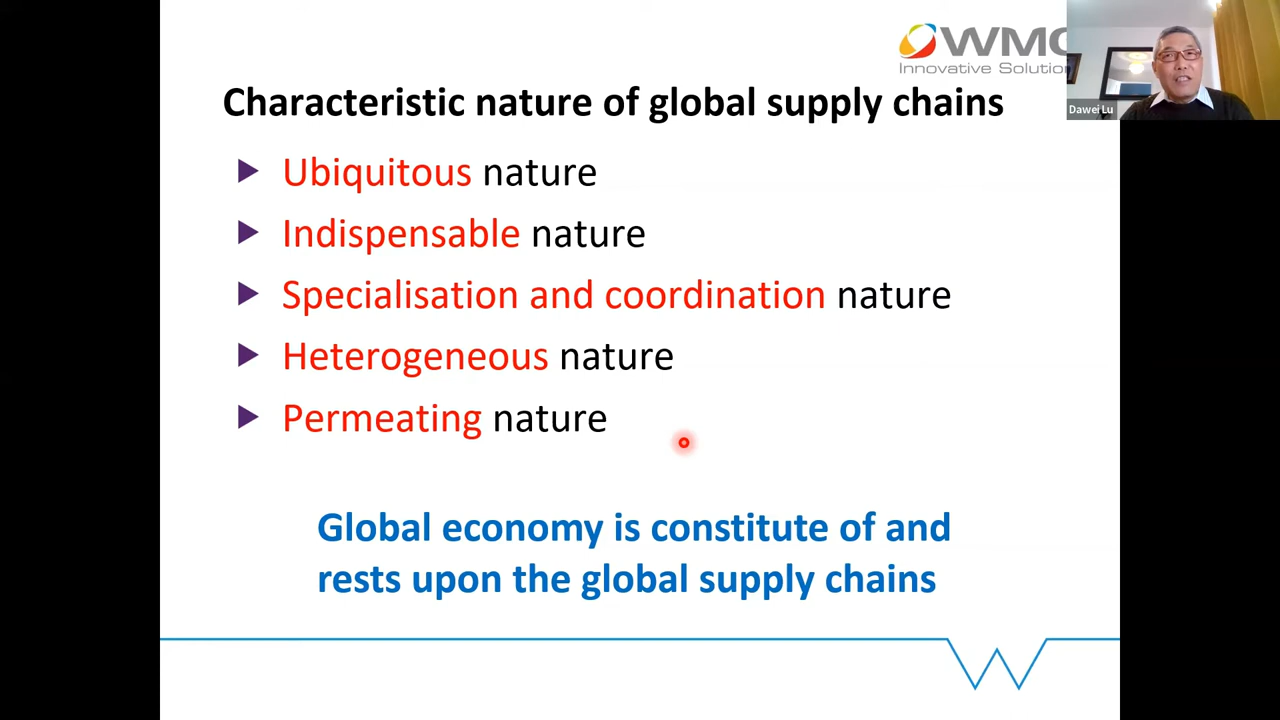 WMG
Innovative Solution
Dawei Lu
Characteristic nature of global supply chains
Ubiquitous nature
Indispensable nature
Specialisation and coordination nature
Heterogeneous nature
Permeating nature
Global economy is constitute of and
rests upon the global supply chains